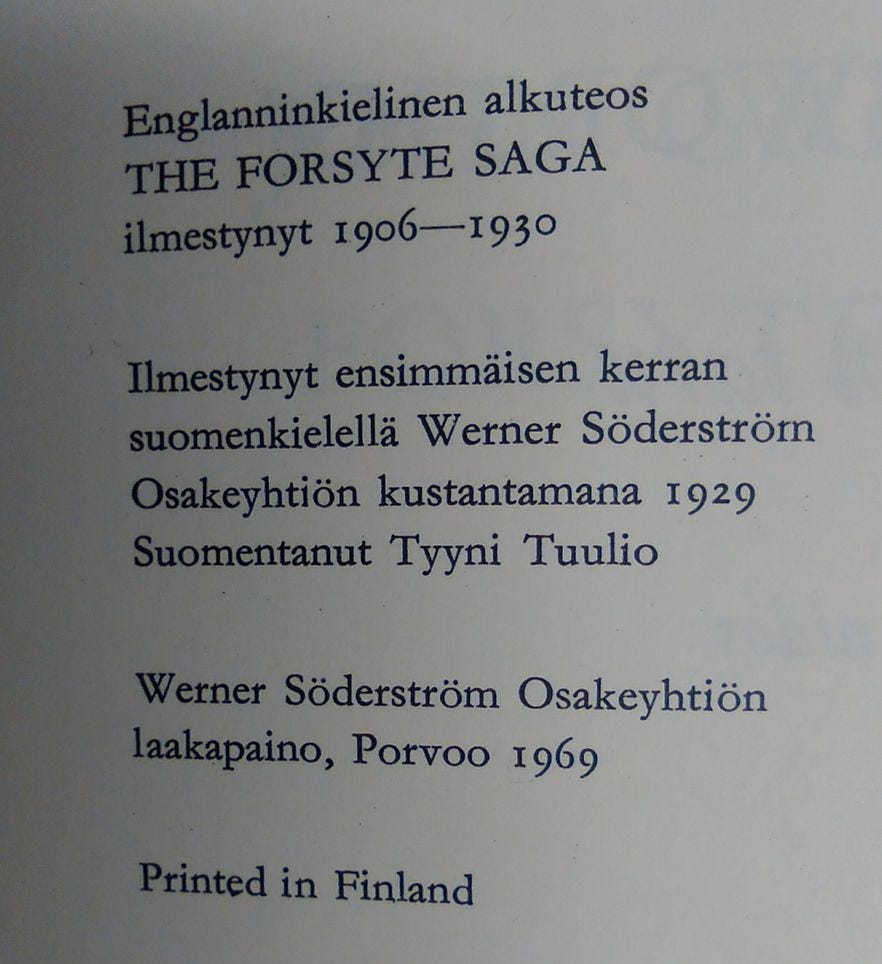 Englanninkielinen alkuteos
THE FORSYTE SAGA
ilmestynyt 1906—1930
Ilmestynyt ensimmäisen kerran
suomenkielellä Werner Söderström
Osakeyhtiön kustantamana 1929
Suomentanut Tyyni Tuulio
Werner Söderström Osakeyhtiön
laakapaino, Porvoo 1969
Printed in Finland